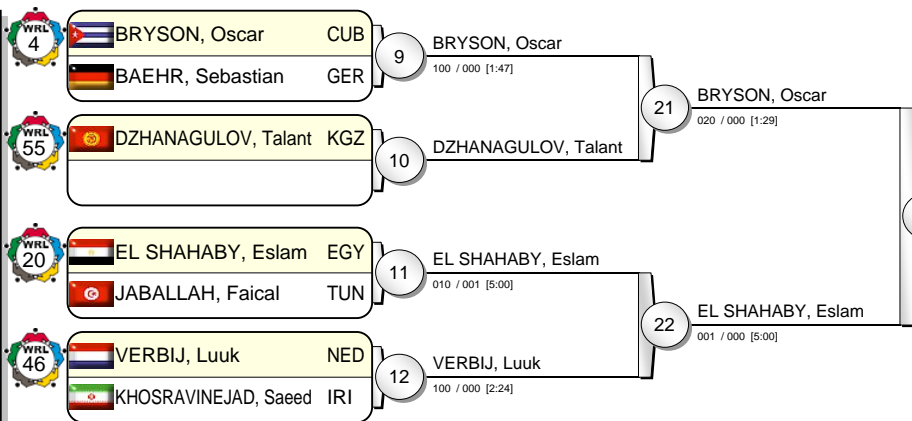 WRL
4
BRYSON, Oscar CUB
BAEHR, Sebastian GER
9
BRYSON, Oscar
100 / 000 [1:47]
21
BRYSON, Oscar
020 / 000 [1:29]
WRL
55
DZHANAGULOV, Talant KGZ
10
DZHANAGULOV, Talant
WRL
20
EL SHAHABY, Eslam EGY
JABALLAH, Faical TUN
11
EL SHAHABY, Eslam
010 / 001 [5:00]
22
EL SHAHABY, Eslam
001 / 000 [5:00]
WRL
46
VERBIJ, Luuk NED
KHOSRAVINEJAD, Saeed IRI
12
VERBIJ, Luuk
100 / 000 [2:24]